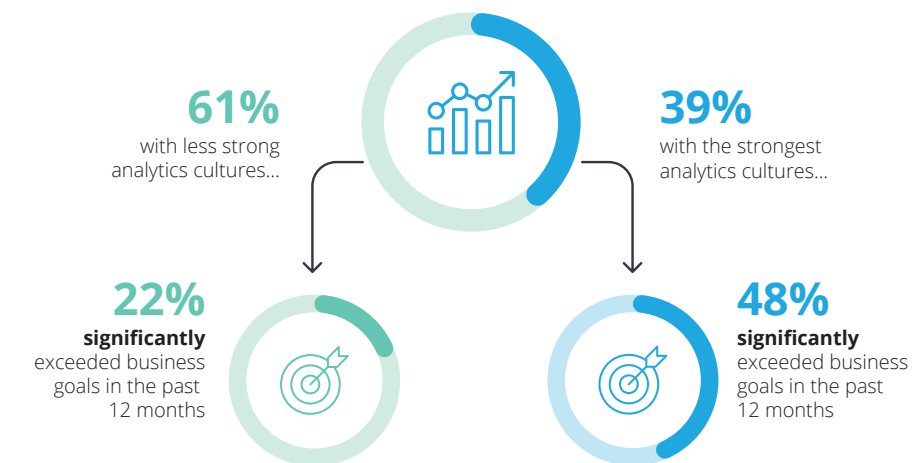 61%
with less strong
analytics cultures...
39%
with the strongest
analytics cultures...
22%
significantly
exceeded business
goals in the past
12 months
48%
significantly
exceeded business
goals in the past
12 months